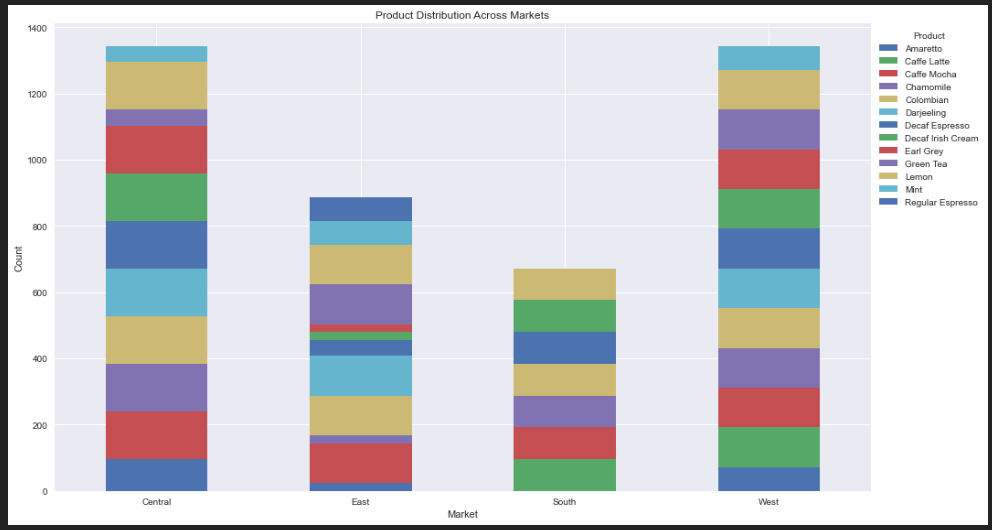 Product Distribution Across Markets
1400
1200
1000
800
600
400
200
0
Count
Central
East
South
West
Market
Product
Amaretto
Caffe Latte
Caffe Mocha
Chamomile
Colombian
Darjeeling
Decaf Espresso
Decaf Irish Cream
Earl Grey
Green Tea
Lemon
Mint
Regular Espresso